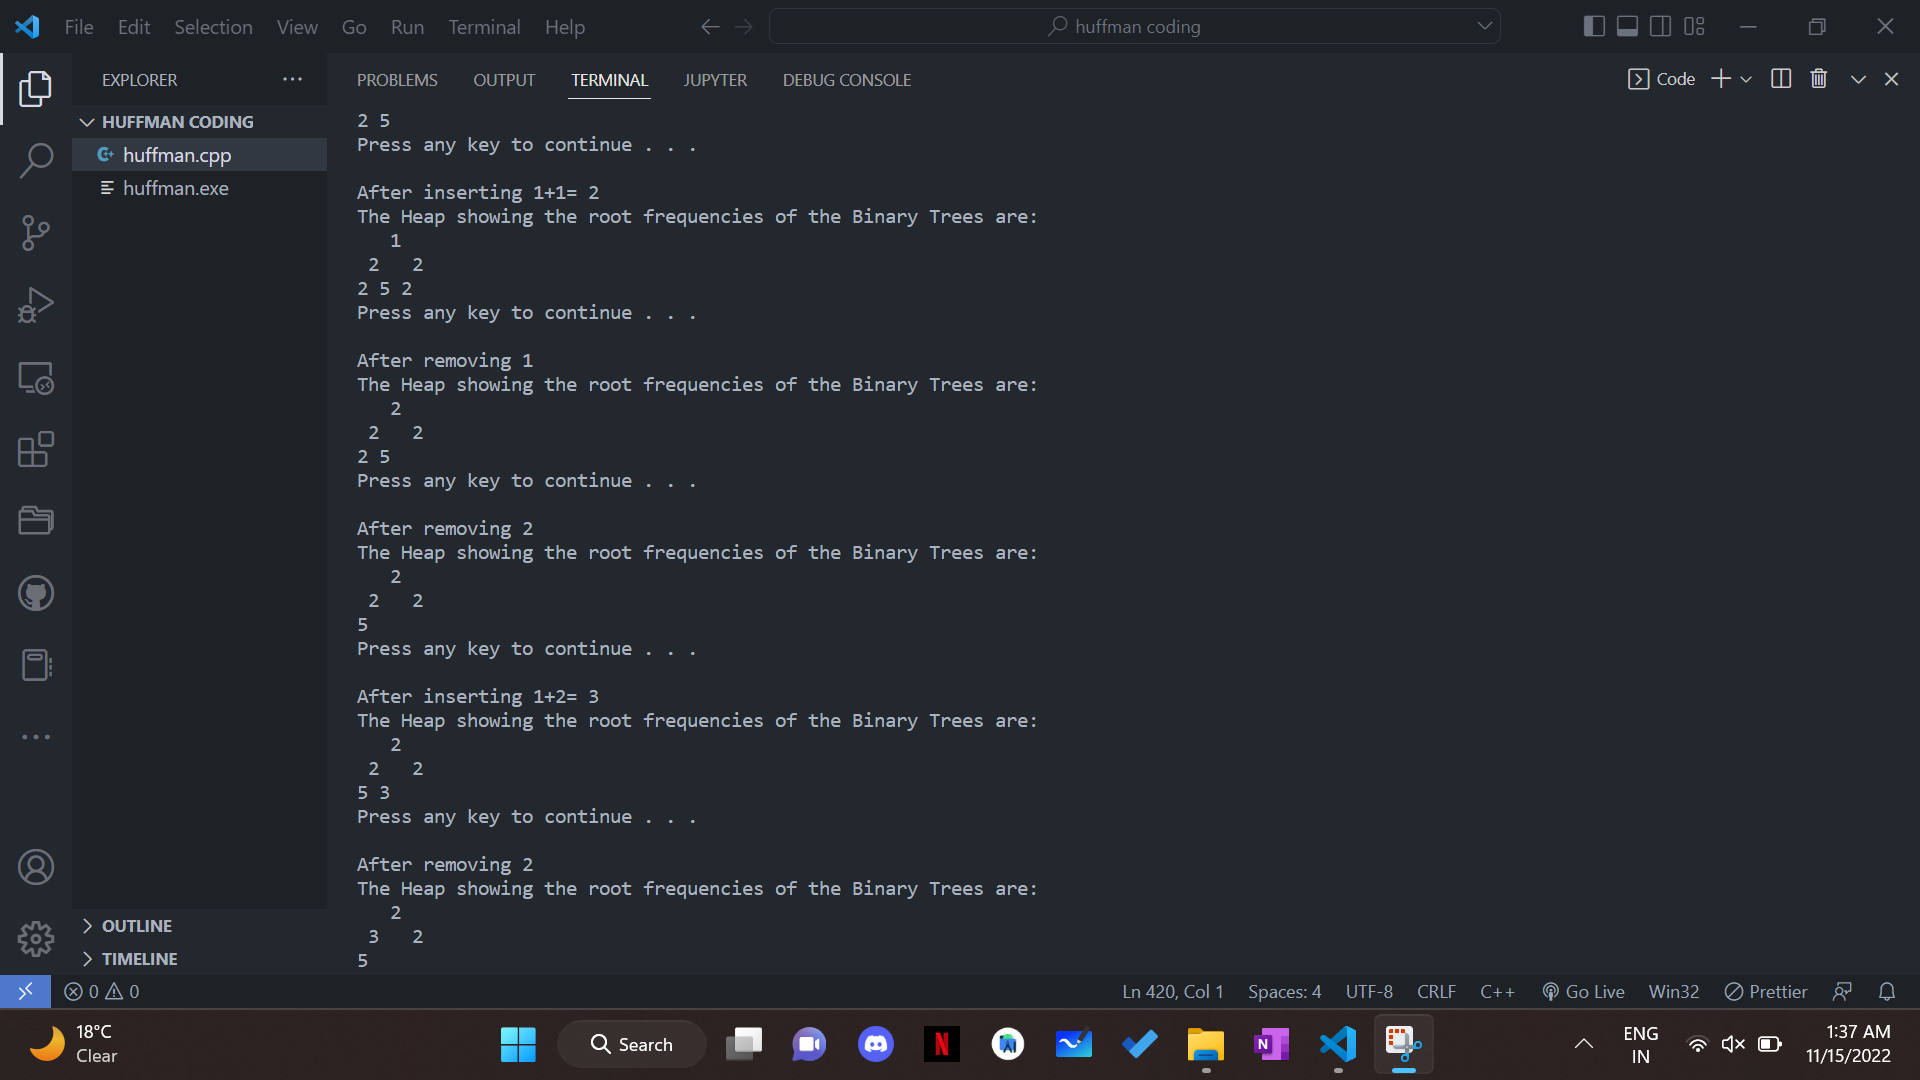 File Edit Selection View Go Run Terminal Help
huffman coding
EXPLORER
HUFFMAN CODING
huffman.cpp
huffman.exe
OUTLINE
TIMELINE
PROBLEMS OUTPUT TERMINAL JUPYTER DEBUG CONSOLE
Code
2 5
Press any key to continue . . .
After inserting 1+1= 2
The Heap showing the root frequencies of the Binary Trees are:
1
2 2
2 5 2
Press any key to continue . . .
After removing 1
The Heap showing the root frequencies of the Binary Trees are:
2
2 2
2 5
Press any key to continue . . .
After removing 2
The Heap showing the root frequencies of the Binary Trees are:
2
2 2
5
Press any key to continue . . .
After inserting 1+2= 3
The Heap showing the root frequencies of the Binary Trees are:
2
2 2
5 3
Press any key to continue . . .
After removing 2
The Heap showing the root frequencies of the Binary Trees are:
2
3 2
5
0 0
Ln 420, Col 1 Spaces: 4 UTF-8 CRLF C++ Go Live Win32 Prettier
18°C
Clear
Search
N
N
ENG
IN
1:37 AM
11/15/2022